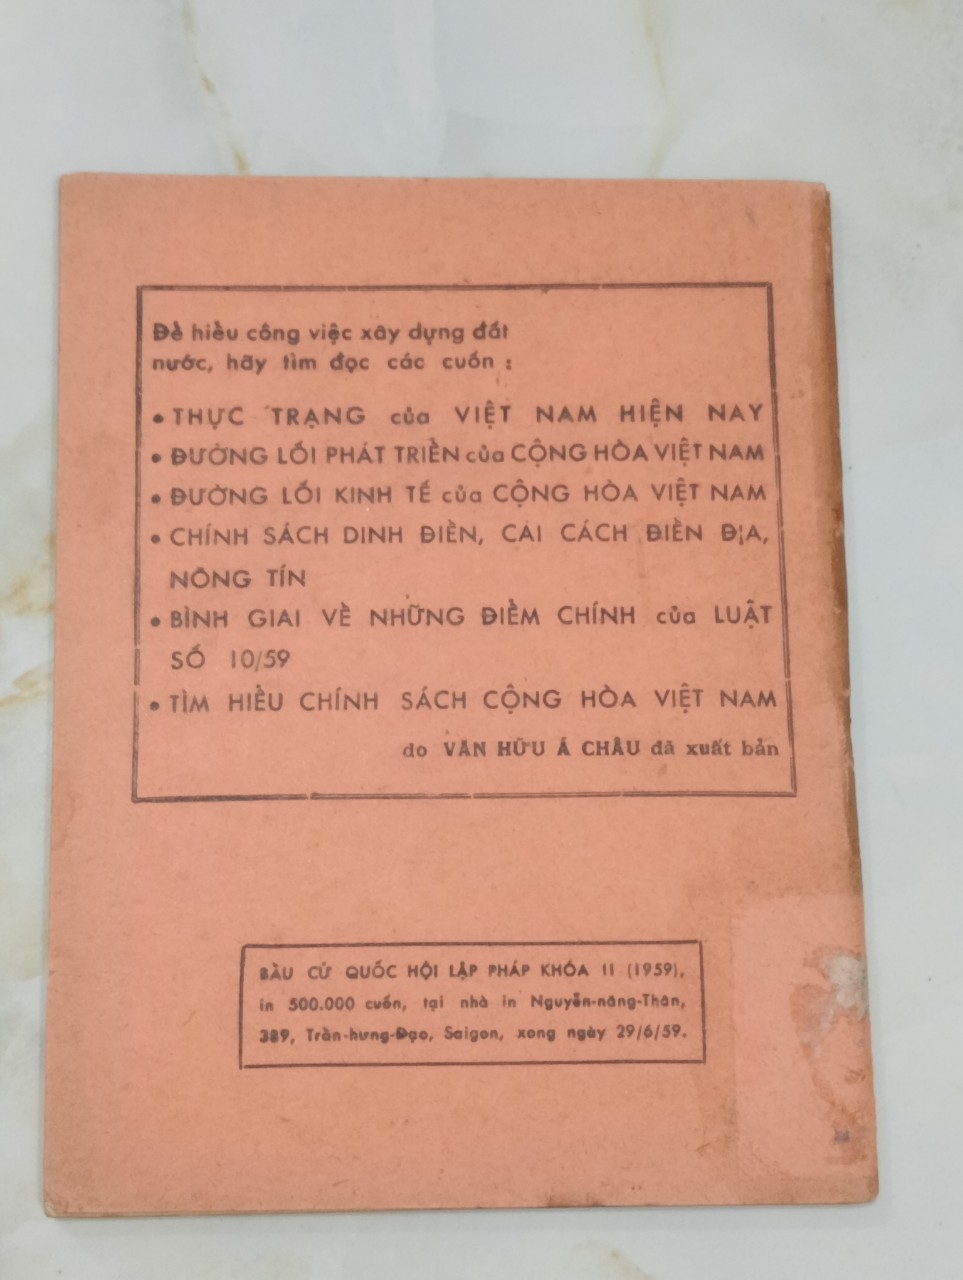 Để hiểu công việc xây dựng đất
nước, hãy tìm đọc các cuốn :
• THỰC TRẠNG của VIỆT NAM HIỆN NAY
• ĐƯỜNG LỐI PHÁT TRIỂN của CỘNG HÒA VIỆT NAM
• ĐƯỜNG LỐI KINH TẾ của CỘNG HÒA VIỆT NAM
• CHÍNH SÁCH DINH ĐIỀN, CẢI CÁCH ĐIỀN ĐỊA,
NÔNG TÍN
• BÌNH GIẢI VỀ NHỮNG ĐIỂM CHÍNH của LUẬT
SỐ 10/59
• TÌM HIỂU CHÍNH SÁCH CỘNG HÒA VIỆT NAM
do VĂN HỮU Á CHÂU đã xuất bản
BẦU CỬ QUỐC HỘI LẬP PHÁP KHÓA II (1959),
in 500.000 cuốn, tại nhà in Nguyễn-năng-Thân,
389, Trần-hưng-Đạo, Saigon, xong ngày 29/6/59.